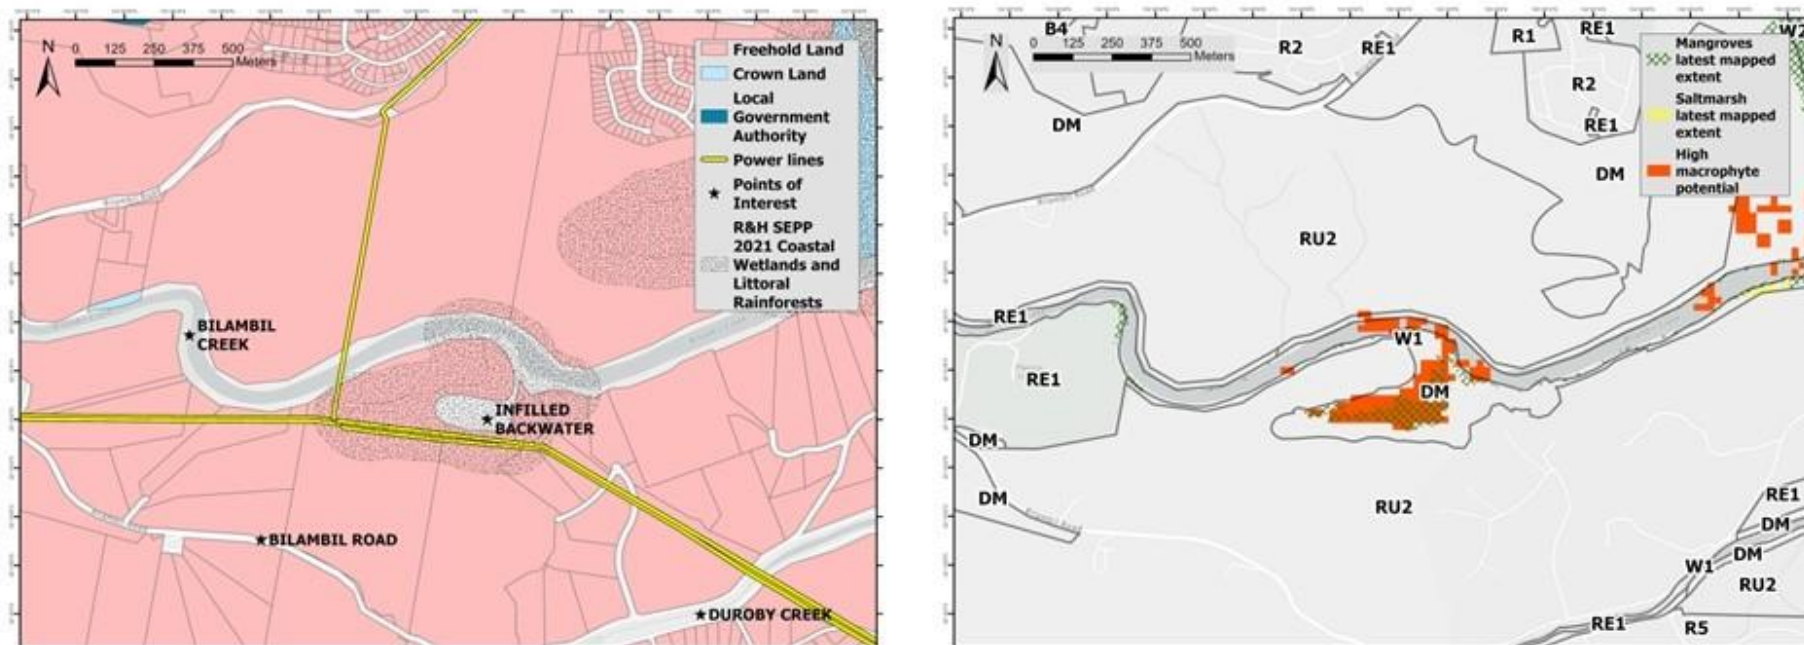 N
0 125 250 375 500
Meters
Freehold Land
Crown Land
Local
Government
Authority
Power lines
Points of
Interest
R&H SEPP
2021 Coastal
Wetlands and
Littoral
Rainforests
BILAMBIL
CREEK
INFILLED
BACKWATER
BILAMBIL ROAD
DUROBY CREEK
N
0 125 250 375 500
Meters
B4
R2
RE1
R1
RE1
W2
Mangroves
latest mapped
extent
Saltmarsh
latest mapped
extent
High
macrophyte
potential
R2
RE1
DM
DM
RU2
RE1
W1
RE1
DM
DM
DM
RU2
RE1
DM
DM
W1
RU2
RE1
R5